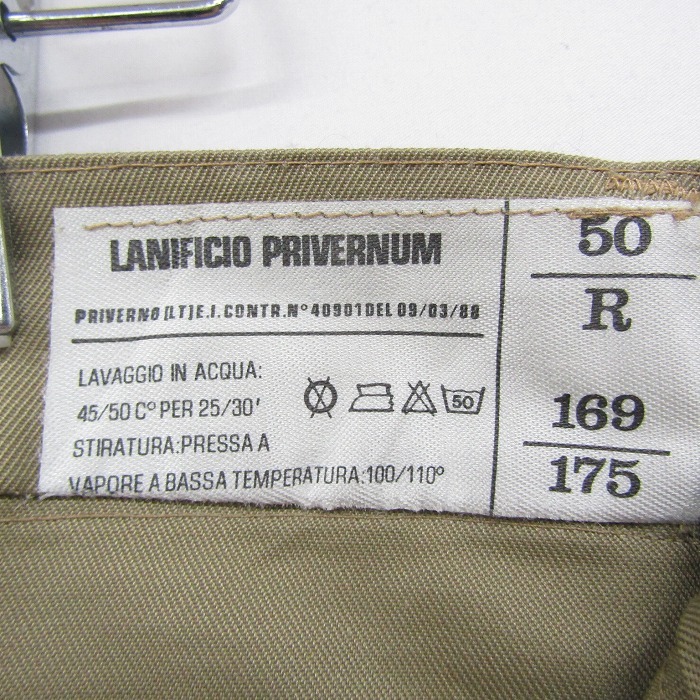 LANIFICIO PRIVERNUM
PRIVERNO (LT) E.I. CONTR. N° 40901 DEL 09/03/88
LAVAGGIO IN ACQUA:
45/50 C° PER 25/30'
STIRATURA: PRESSA A
VAPORE A BASSA TEMPERATURA: 100/110°
50
50
R
169
175